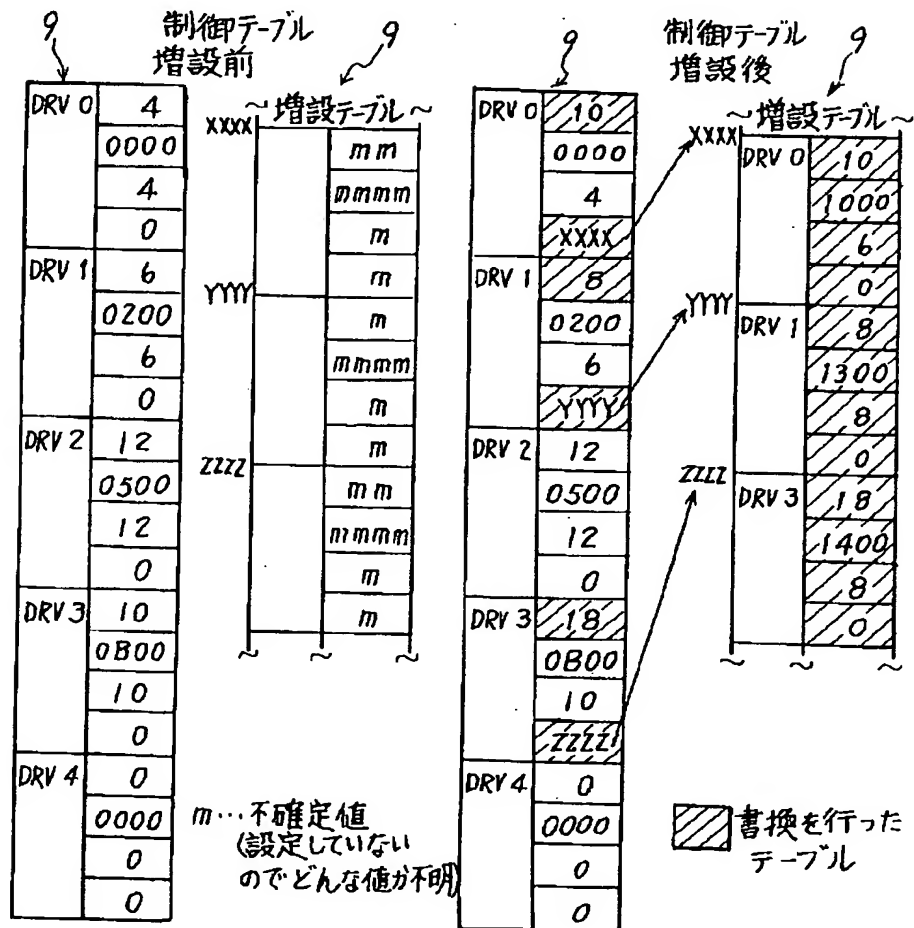 9
制御テーブル
増設前
9
DRV 0
4
0000
4
0
DRV 1
6
0200
6
0
DRV 2
12
0500
12
0
DRV 3
10
0B00
10
0
DRV 4
0
0000
0
0
~増設テーブル~
XXXX
mm
mmmm
m
m
YYYY
m
mmmm
m
m
ZZZZ
mm
mmmm
m
m
m…不確定値
(設定していない
のでどんな値か不明)
制御テーブル
増設後
9
9
DRV 0
10
0000
4
XXXX
DRV 1
8
0200
6
YYYY
DRV 2
12
0500
12
0
DRV 3
18
0B00
10
ZZZZ
DRV 4
0
0000
0
0
~増設テーブル~
XXXX
DRV 0
10
1000
6
0
YYYY
DRV 1
8
1300
8
0
ZZZZ
DRV 3
18
1400
8
0
書換を行った
テーブル